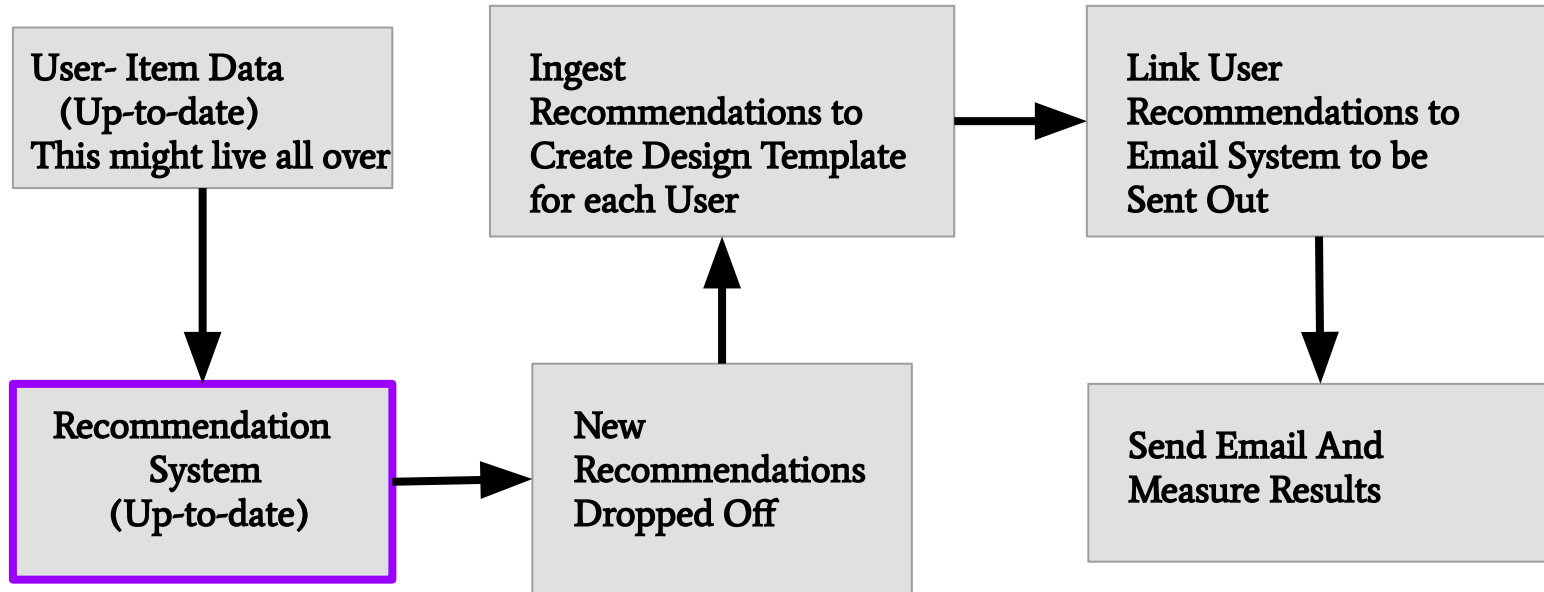 User- Item Data
(Up-to-date)
This might live all over
Recommendation
System
(Up-to-date)
New
Recommendations
Dropped Off
Ingest
Recommendations to
Create Design Template
for each User
Link User
Recommendations to
Email System to be
Sent Out
Send Email And
Measure Results